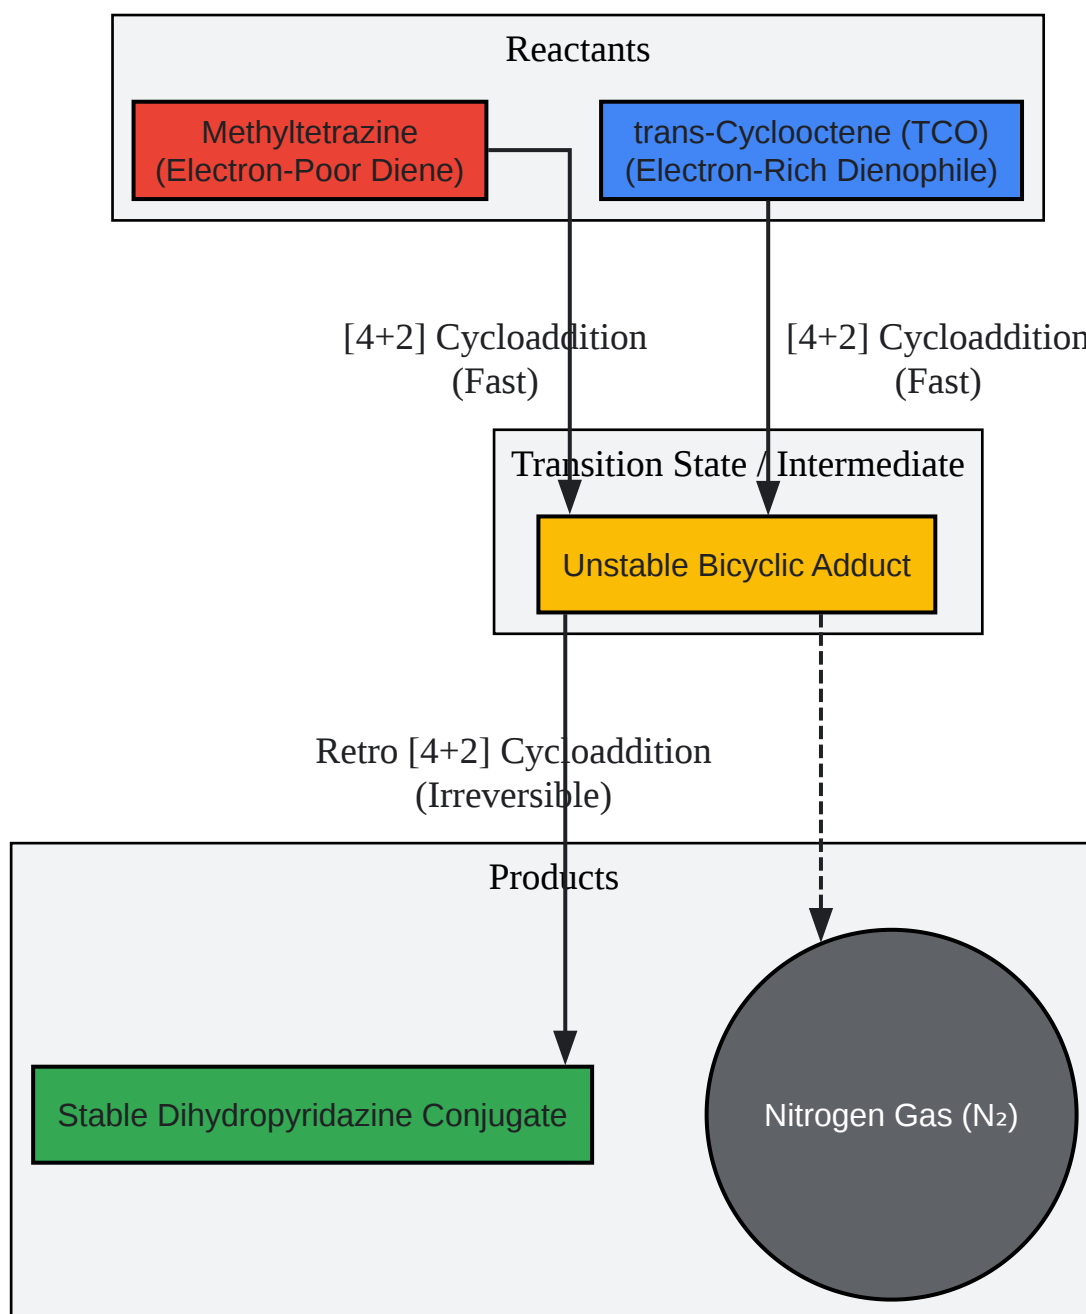 Reactants
Methyltetrazine
(Electron-Poor Diene)
trans-Cyclooctene (TCO)
(Electron-Rich Dienophile)
[4+2] Cycloaddition
(Fast)
[4+2] Cycloaddition
(Fast)
Transition State / Intermediate
Unstable Bicyclic Adduct
Retro [4+2] Cycloaddition
(Irreversible)
Products
Stable Dihydropyridazine Conjugate
Nitrogen Gas (N₂)